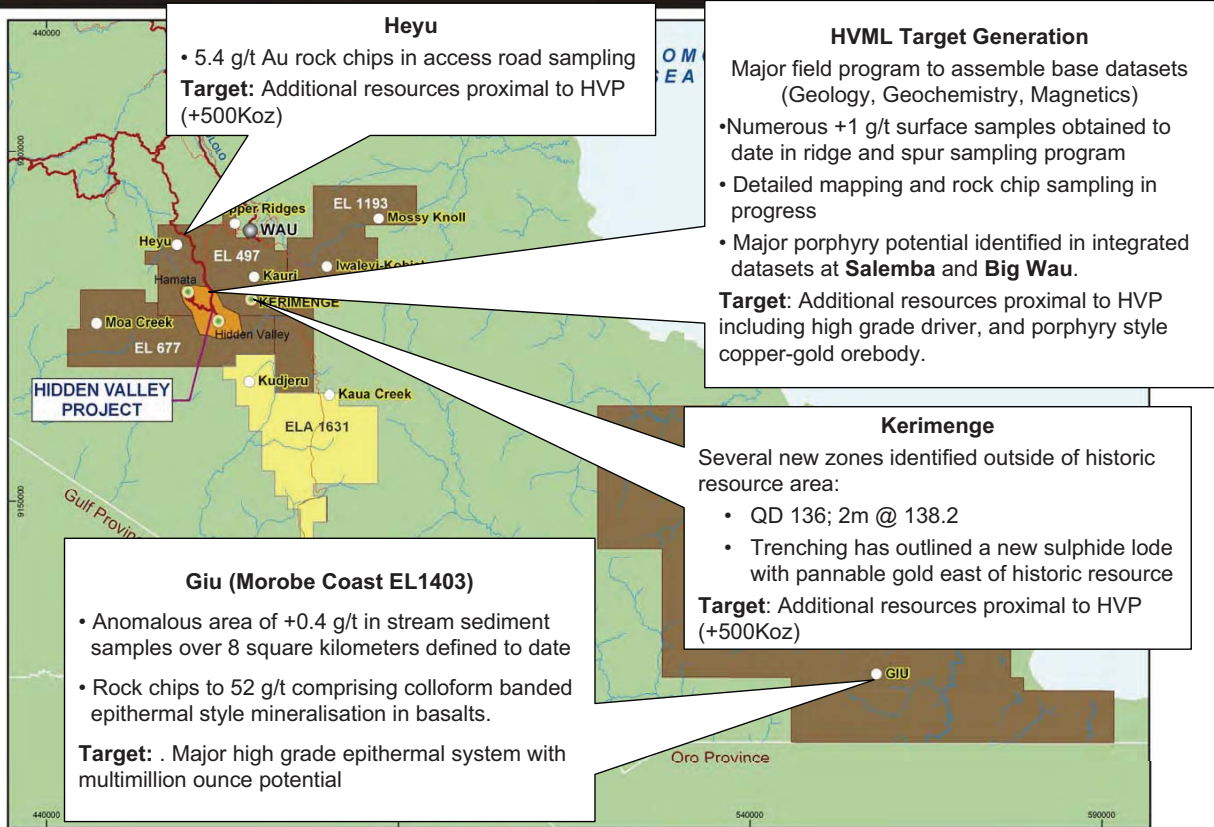 Heyu
• 5.4 g/t Au rock chips in access road sampling
Target: Additional resources proximal to HVP
(+500Koz)
HVML Target Generation
Major field program to assemble base datasets
(Geology, Geochemistry, Magnetics)
•Numerous +1 g/t surface samples obtained to
date in ridge and spur sampling program
• Detailed mapping and rock chip sampling in
progress
• Major porphyry potential identified in integrated
datasets at Salemba and Big Wau.
Target: Additional resources proximal to HVP
including high grade driver, and porphyry style
copper-gold orebody.
Kerimenge
Several new zones identified outside of historic
resource area:
• QD 136; 2m @ 138.2
• Trenching has outlined a new sulphide lode
with pannable gold east of historic resource
Target: Additional resources proximal to HVP
(+500Koz)
Giu (Morobe Coast EL1403)
• Anomalous area of +0.4 g/t in stream sediment
samples over 8 square kilometers defined to date
• Rock chips to 52 g/t comprising colloform banded
epithermal style mineralisation in basalts.
Target: . Major high grade epithermal system with
multimillion ounce potential
440000
SEA
EL 1193
Mossy Knoll
Ridges
WAU
Heyu
EL 497
Hamata
Kauri
KERIMENGE
Moa Creek
EL 677
Hidden Valley
HIDDEN VALLEY
PROJECT
Kudjeru
Kaua Creek
ELA 1631
9150000
Gulf
GIU
Oro Province
440000
540000
590000